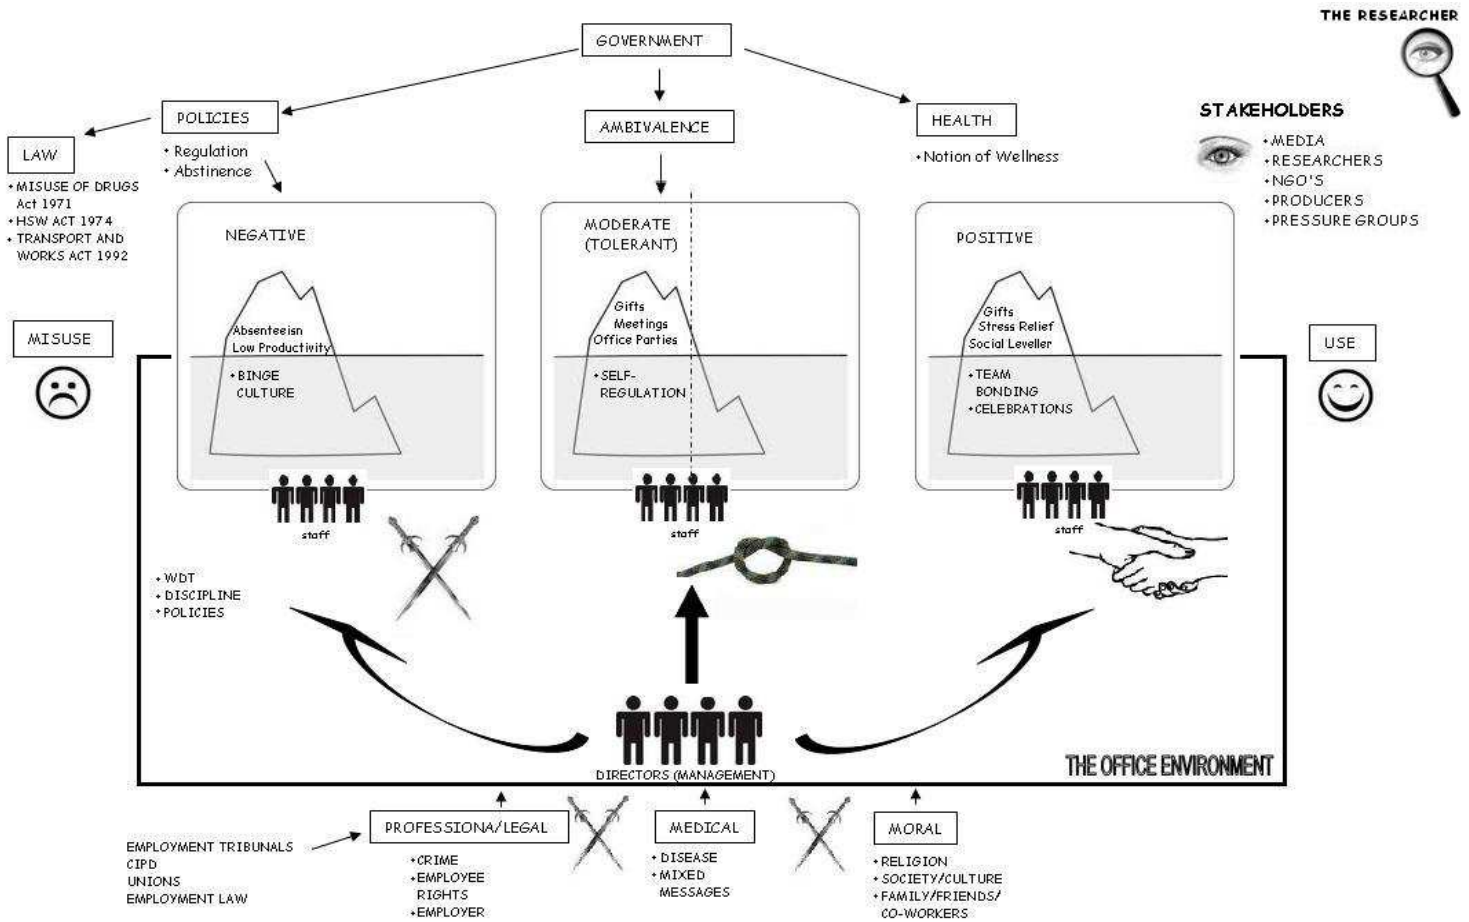 THE RESEARCHER
GOVERNMENT
POLICIES
AMBIVALENCE
HEALTH
STAKEHOLDERS
LAW
+ Regulation
+ Abstinence
+ Notion of Wellness
+ MEDIA
+ RESEARCHERS
+ NGO'S
+ PRODUCERS
+ PRESSURE GROUPS
+ MISUSE OF DRUGS
Act 1971
+ HSW ACT 1974
+ TRANSPORT AND
WORKS ACT 1992
NEGATIVE
MODERATE
(TOLERANT)
POSITIVE
MISUSE
Absenteeisn
Low Productivity
+ BINGE
CULTURE
Gifts
Meetings
Office Parties
+ SELF-
REGULATION
Gifts
Stress Relief
Social Leveller
+ TEAM
BONDING
+ CELEBRATIONS
USE
staff
staff
staff
+ WDT
+ DISCIPLINE
+ POLICIES
DIRECTORS (MANAGEMENT)
THE OFFICE ENVIRONMENT
EMPLOYMENT TRIBUNALS
CIPD
UNIONS
EMPLOYMENT LAW
PROFESSIONA/LEGAL
+ CRIME
+ EMPLOYEE
RIGHTS
+ EMPLOYER
MEDICAL
+ DISEASE
+ MIXED
MESSAGES
MORAL
+ RELIGION
+ SOCIETY/CULTURE
+ FAMILY/FRIENDS/
CO-WORKERS